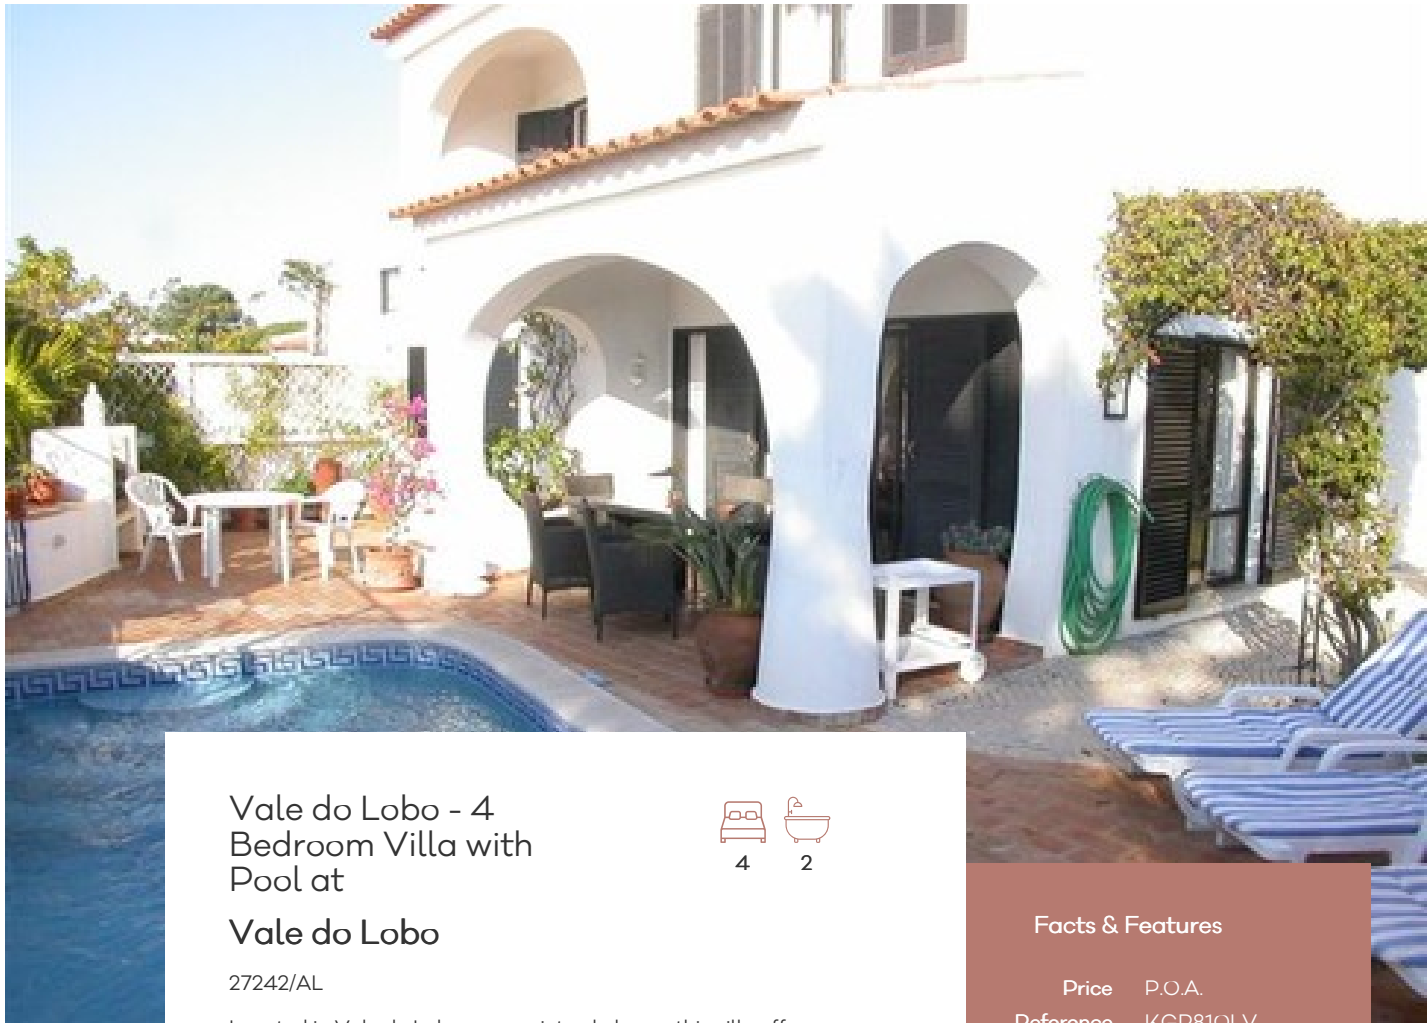 Vale do Lobo - 4
Bedroom Villa with
Pool at
4 2
Vale do Lobo
27242/AL
Facts & Features
Price P.O.A.
Reference